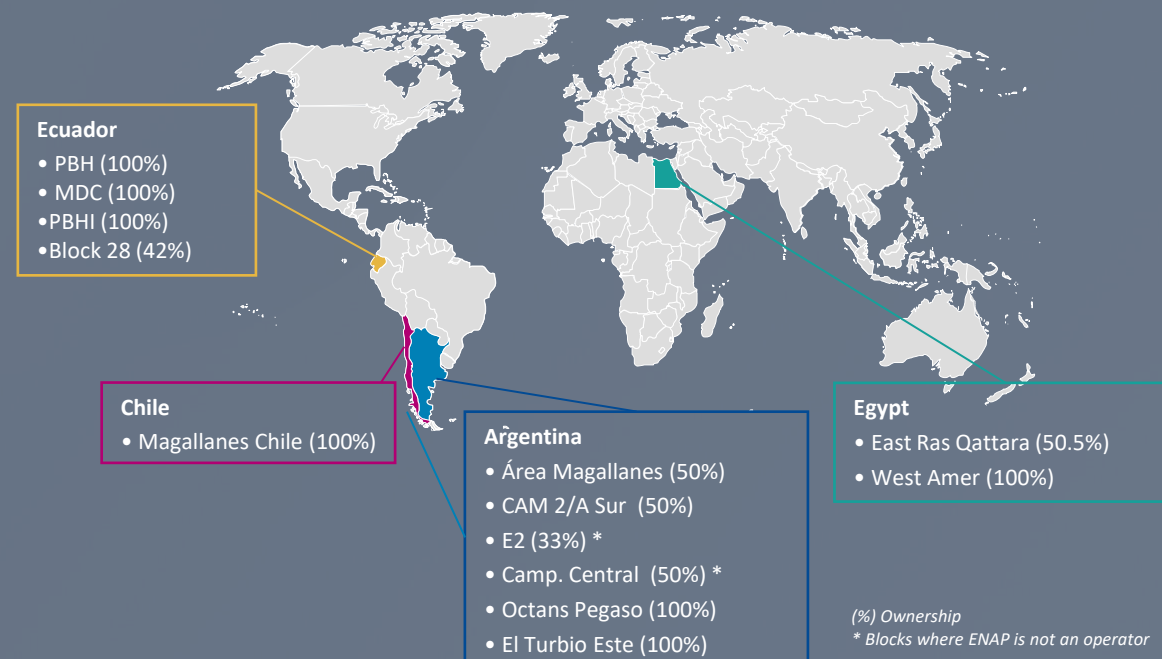 Ecuador
• PBH (100%)
• MDC (100%)
•PBHI (100%)
•Block 28 (42%)
Chile
• Magallanes Chile (100%)
Argentina
• Área Magallanes (50%)
• CAM 2/A Sur (50%)
• E2 (33%) *
• Camp. Central (50%) *
• Octans Pegaso (100%)
• El Turbio Este (100%)
Egypt
• East Ras Qattara (50.5%)
• West Amer (100%)
(%) Ownership
* Blocks where ENAP is not an operator